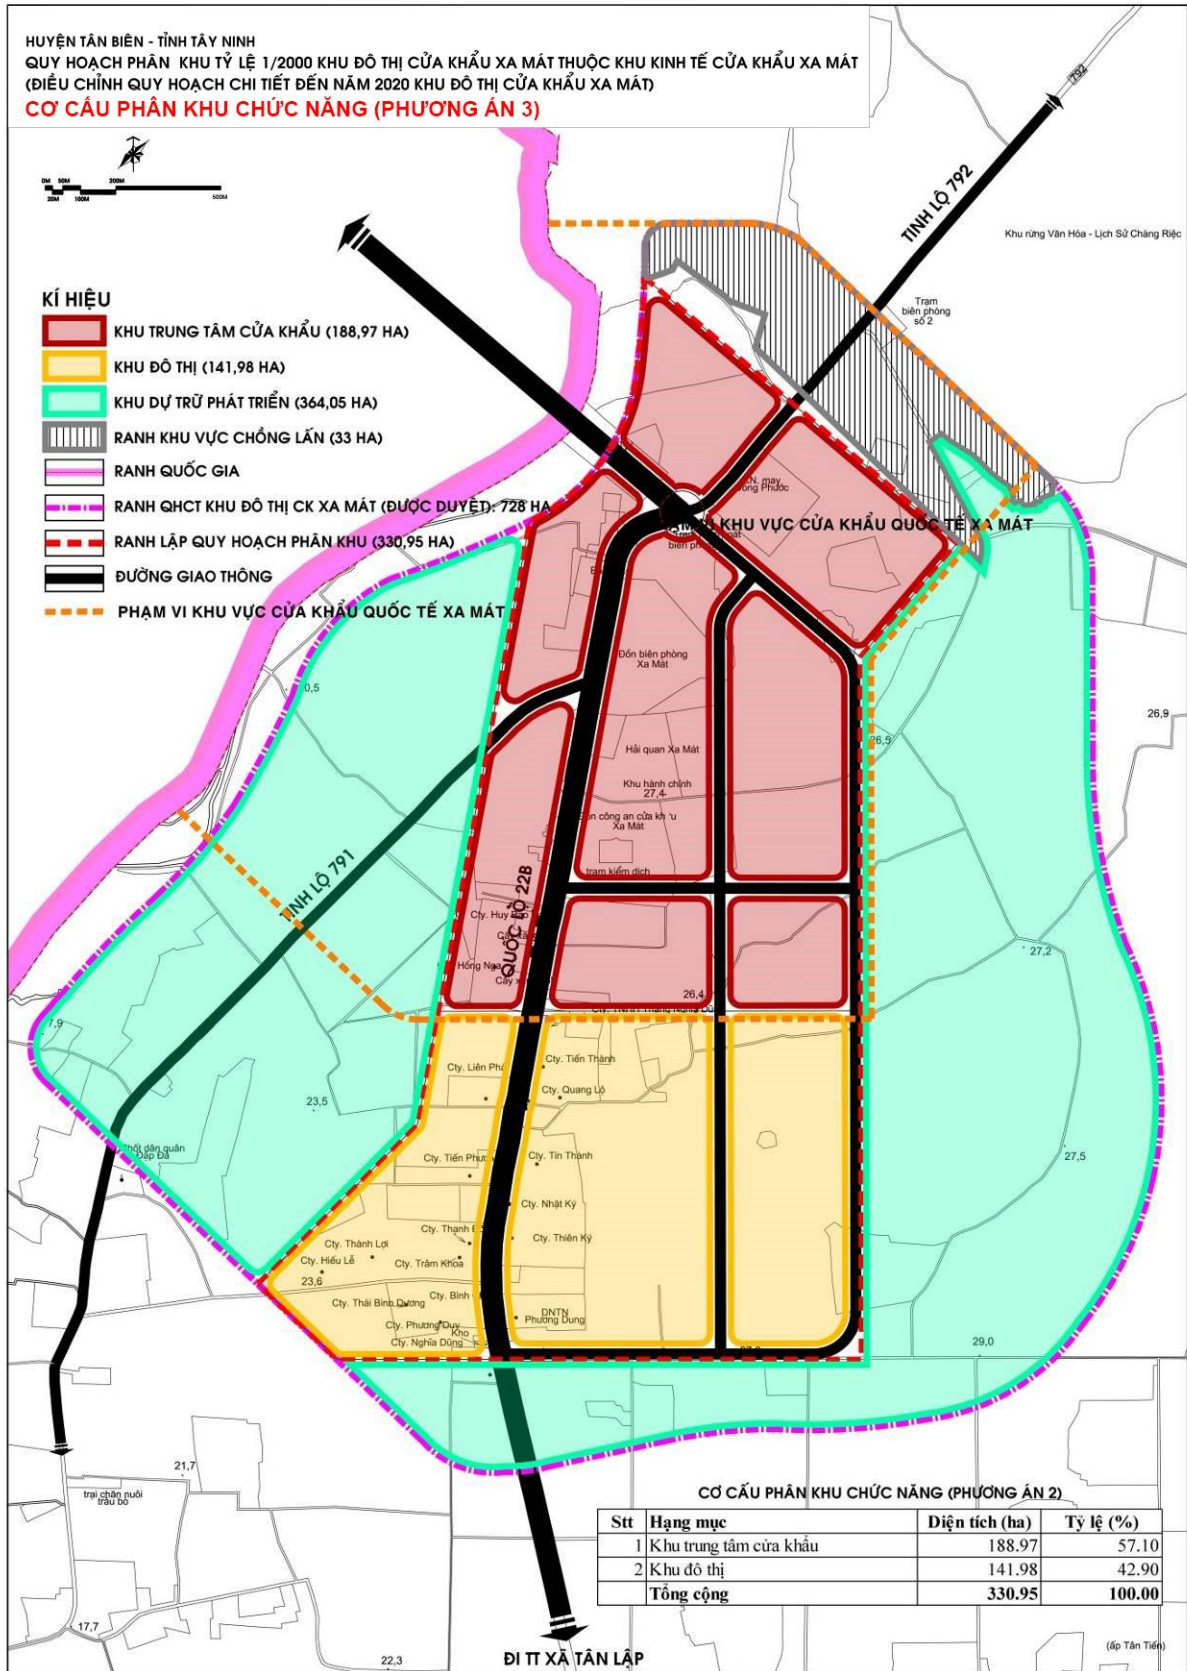 HUYỆN TÂN BIÊN - TỈNH TÂY NINH
QUY HOẠCH PHÂN KHU TỶ LỆ 1/2000 KHU ĐÔ THỊ CỬA KHẨU XA MÁT THUỘC KHU KINH TẾ CỬA KHẨU XA MÁT
(ĐIỀU CHỈNH QUY HOẠCH CHI TIẾT ĐẾN NĂM 2020 KHU ĐÔ THỊ CỬA KHẨU XA MÁT)
CƠ CẤU PHÂN KHU CHỨC NĂNG (PHƯƠNG ÁN 3)
0M 50M 200M
20M 100M 500M
792
TỈNH LỘ 792
Khu rừng Văn Hóa - Lịch Sử Chàng Riệc
Trạm
biên phòng
số 2
KÍ HIỆU
KHU TRUNG TÂM CỬA KHẨU (188,97 HA)
KHU ĐÔ THỊ (141,98 HA)
KHU DỰ TRỮ PHÁT TRIỂN (364,05 HA)
RANH KHU VỰC CHỒNG LẤN (33 HA)
RANH QUỐC GIA
RANH QHCT KHU ĐÔ THỊ CK XA MÁT (ĐƯỢC DUYỆT): 728 HA
RANH LẬP QUY HOẠCH PHÂN KHU (330,95 HA)
ĐƯỜNG GIAO THÔNG
PHẠM VI KHU VỰC CỬA KHẨU QUỐC TẾ XA MÁT
KHU VỰC CỬA KHẨU QUỐC TẾ XA MÁT
Đồn biên phòng
Xa Mát
26,9
26,5
Hải quan Xa Mát
Khu hành chính
27,4
Xa Mát
trạm kiểm dịch
TỈNH LỘ 791
QUỐC LỘ 22B
Cty. Huy
Hồng Nga
26,4
27,2
Cty. Tiến Thành
Cty. Quang Lộ
23,5
27,5
Cty. Tín Thành
Cty. Nhật Ký
Cty. Thiên Ký
Cty. Thành Lợi
Cty. Hiếu Lễ
Cty. Trâm Khoa
23,6
Cty. Thái Bình Dương
Cty. Bình
DNTN
Phương Dung
Cty. Phương Duy
Kho
Cty. Nghĩa Dũng
29,0
21,7
trại chăn nuôi
trâu bò
CƠ CẤU PHÂN KHU CHỨC NĂNG (PHƯƠNG ÁN 2)
Stt Hạng mục Diện tích (ha) Tỷ lệ (%)
1 Khu trung tâm cửa khẩu 188.97 57.10
2 Khu đô thị 141.98 42.90
Tổng cộng 330.95 100.00
17,7
22,3
ĐI TT XÃ TÂN LẬP
(ấp Tân Tiến)